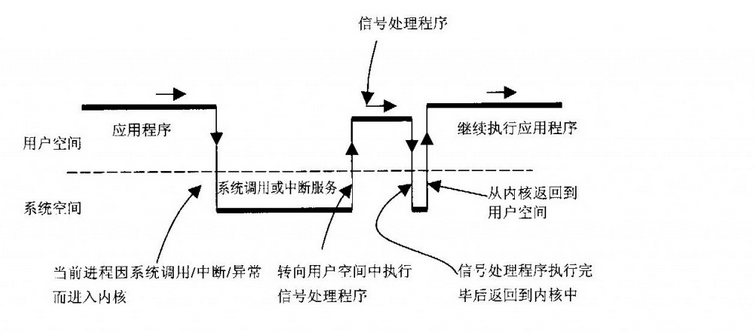 信号处理程序
应用程序
继续执行应用程序
用户空间
系统调用或中断服务
系统空间
从内核返回到
用户空间
当前进程因系统调用/中断/异常
而进入内核
转向用户空间中执行
信号处理程序
信号处理程序执行完
毕后返回到内核中